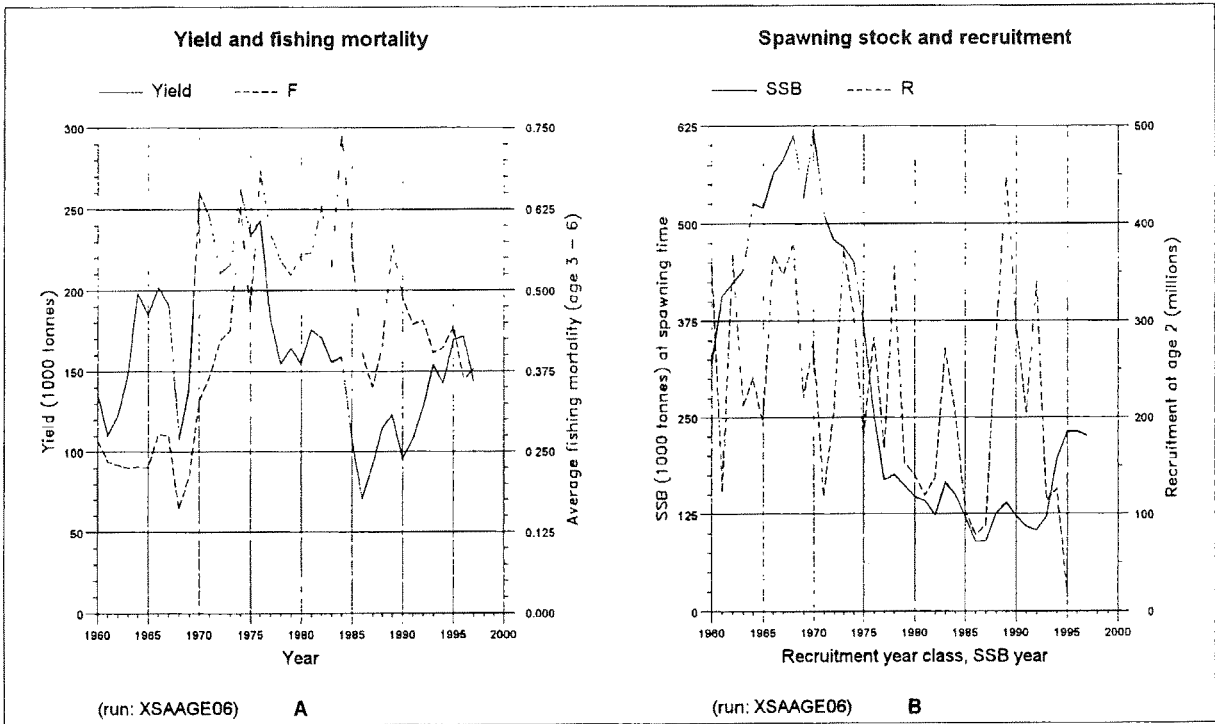 Yield and fishing mortality
Yield F
300
250
200
150
100
50
0
Yield (1000 tonnes)
0.750
0.625
0.500
0.375
0.250
0.125
0.000
Average fishing mortality (age 3 – 6)
1960 1965 1970 1975 1980 1985 1990 1995 2000
Year
(run: XSAAGE06) A
Spawning stock and recruitment
SSB R
625
500
375
250
125
0
SSB (1000 tonnes) at spawning time
500
400
300
200
100
0
Recruitment at age 2 (millions)
1960 1965 1970 1975 1980 1985 1990 1995 2000
Recruitment year class, SSB year
(run: XSAAGE06) B